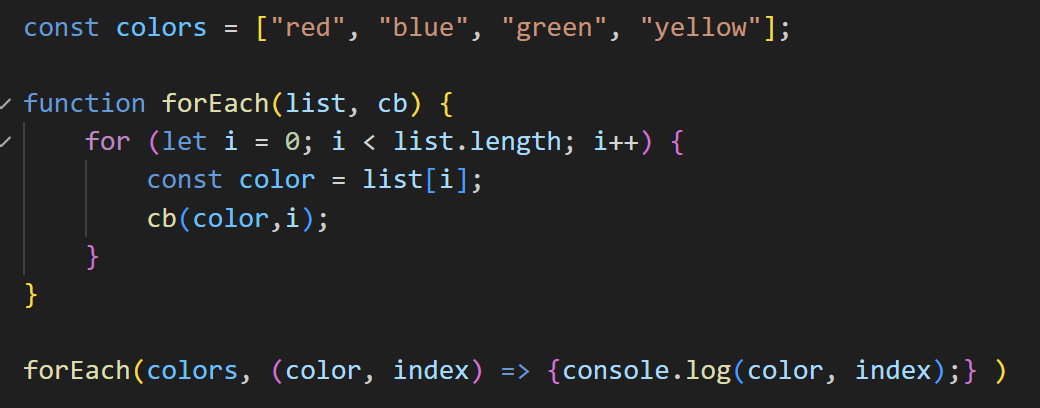 const colors = ["red", "blue", "green", "yellow"];
function forEach(list, cb) {
for (let i = 0; i < list.length; i++) {
const color = list[i];
cb(color,i);
}
}
forEach(colors, (color, index) => {console.log(color, index);} )